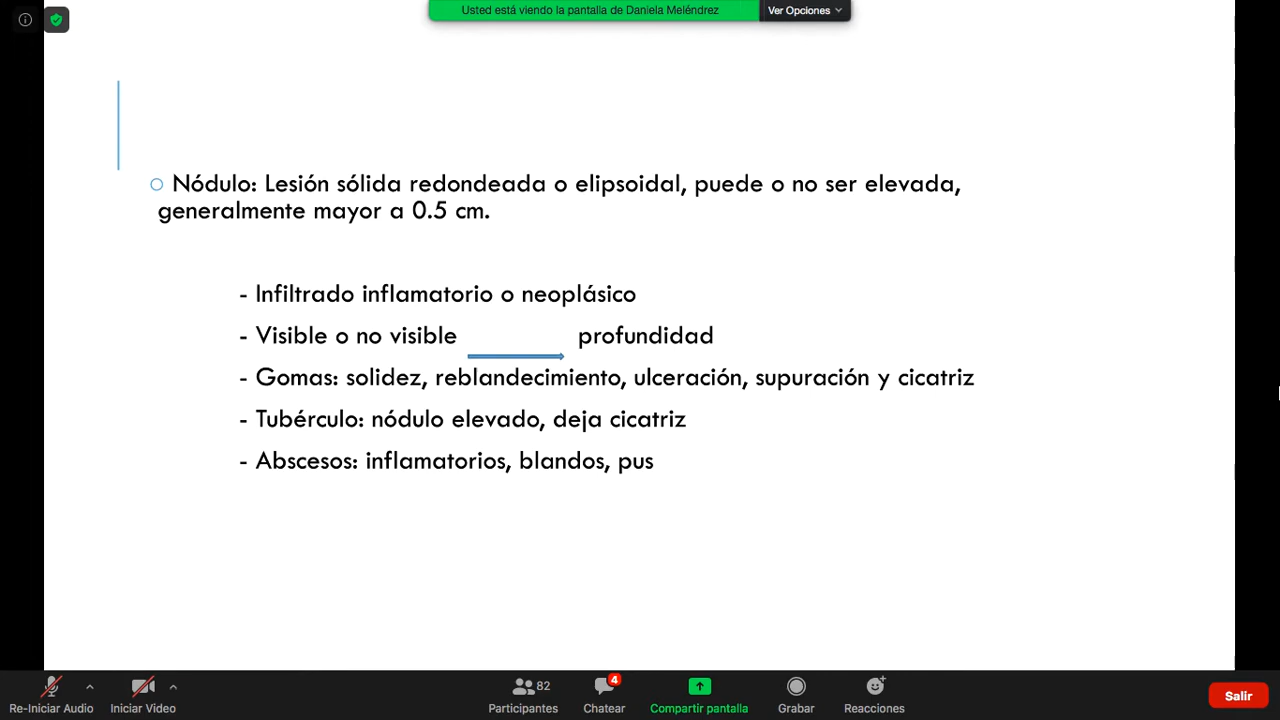 Usted está viendo la pantalla de Daniela Meléndrez
Ver Opciones
Nódulo: Lesión sólida redondeada o elipsoidal, puede o no ser elevada,
generalmente mayor a 0.5 cm.
- Infiltrado inflamatorio o neoplásico
- Visible o no visible profundidad
- Gomas: solidez, reblandecimiento, ulceración, supuración y cicatriz
- Tubérculo: nódulo elevado, deja cicatriz
- Abscesos: inflamatorios, blandos, pus
82
4
Re-Iniciar Audio
Iniciar Video
Participantes
Chatear
Compartir pantalla
Grabar
Reacciones
Salir